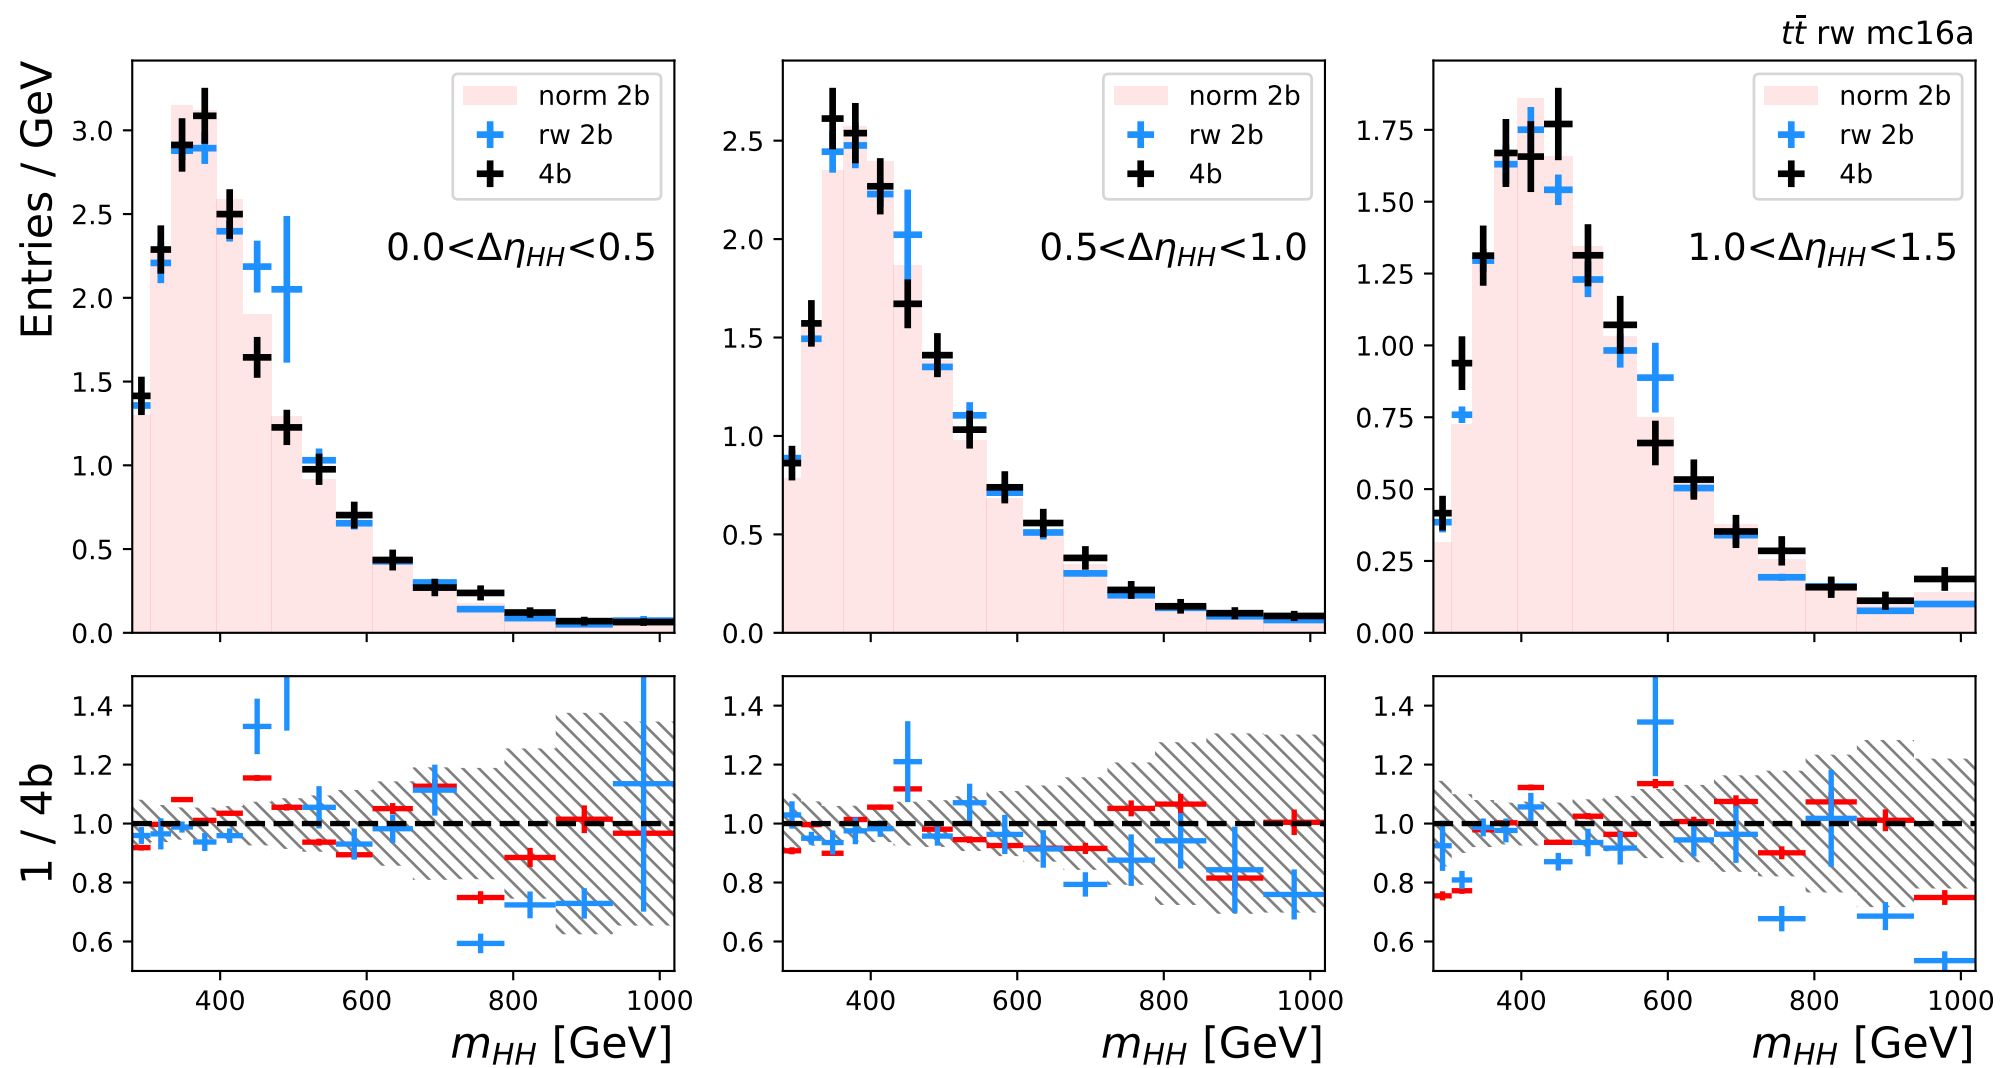 tt̄ rw mc16a
Entries / GeV
3.0
2.5
2.0
1.5
1.0
0.5
0.0
norm 2b
rw 2b
4b
0.0<Δη_HH<0.5
2.5
2.0
1.5
1.0
0.5
0.0
norm 2b
rw 2b
4b
0.5<Δη_HH<1.0
1.75
1.50
1.25
1.00
0.75
0.50
0.25
0.00
norm 2b
rw 2b
4b
1.0<Δη_HH<1.5
1 / 4b
1.4
1.2
1.0
0.8
0.6
400 600 800 1000
m_HH [GeV]
1.4
1.2
1.0
0.8
0.6
400 600 800 1000
m_HH [GeV]
1.4
1.2
1.0
0.8
0.6
400 600 800 1000
m_HH [GeV]